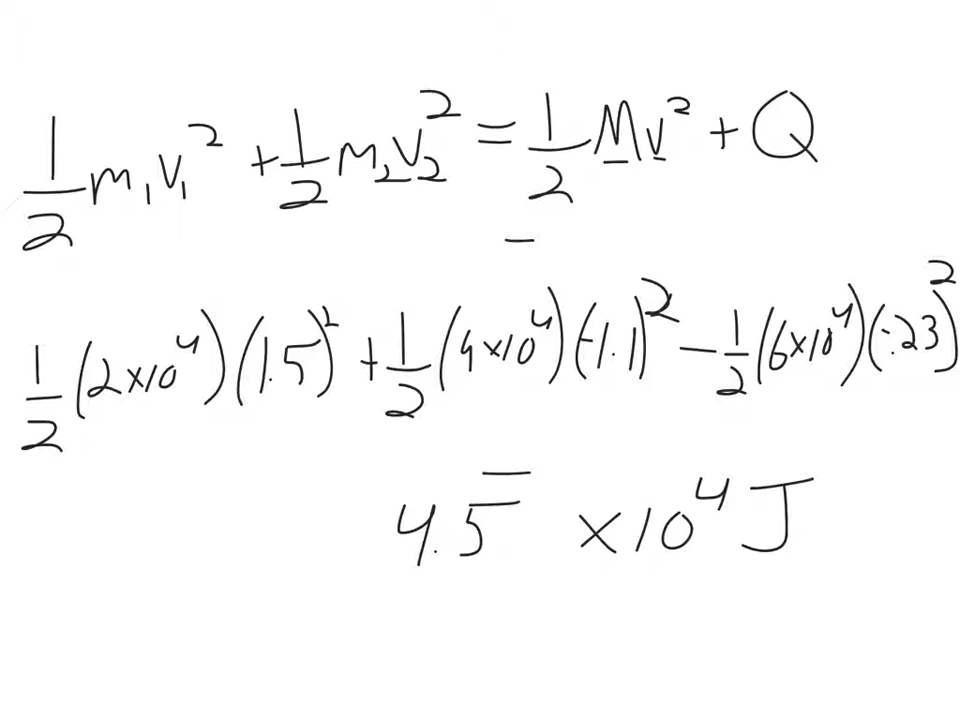 1/2 m₁v₁² + 1/2 m₂v₂² = 1/2 Mv² + Q
1/2 (2×10⁴)(1.5)² + 1/2 (4×10⁴)(-1.1)² - 1/2 (6×10⁴)(-.23)²
4.5 ×10⁴ J